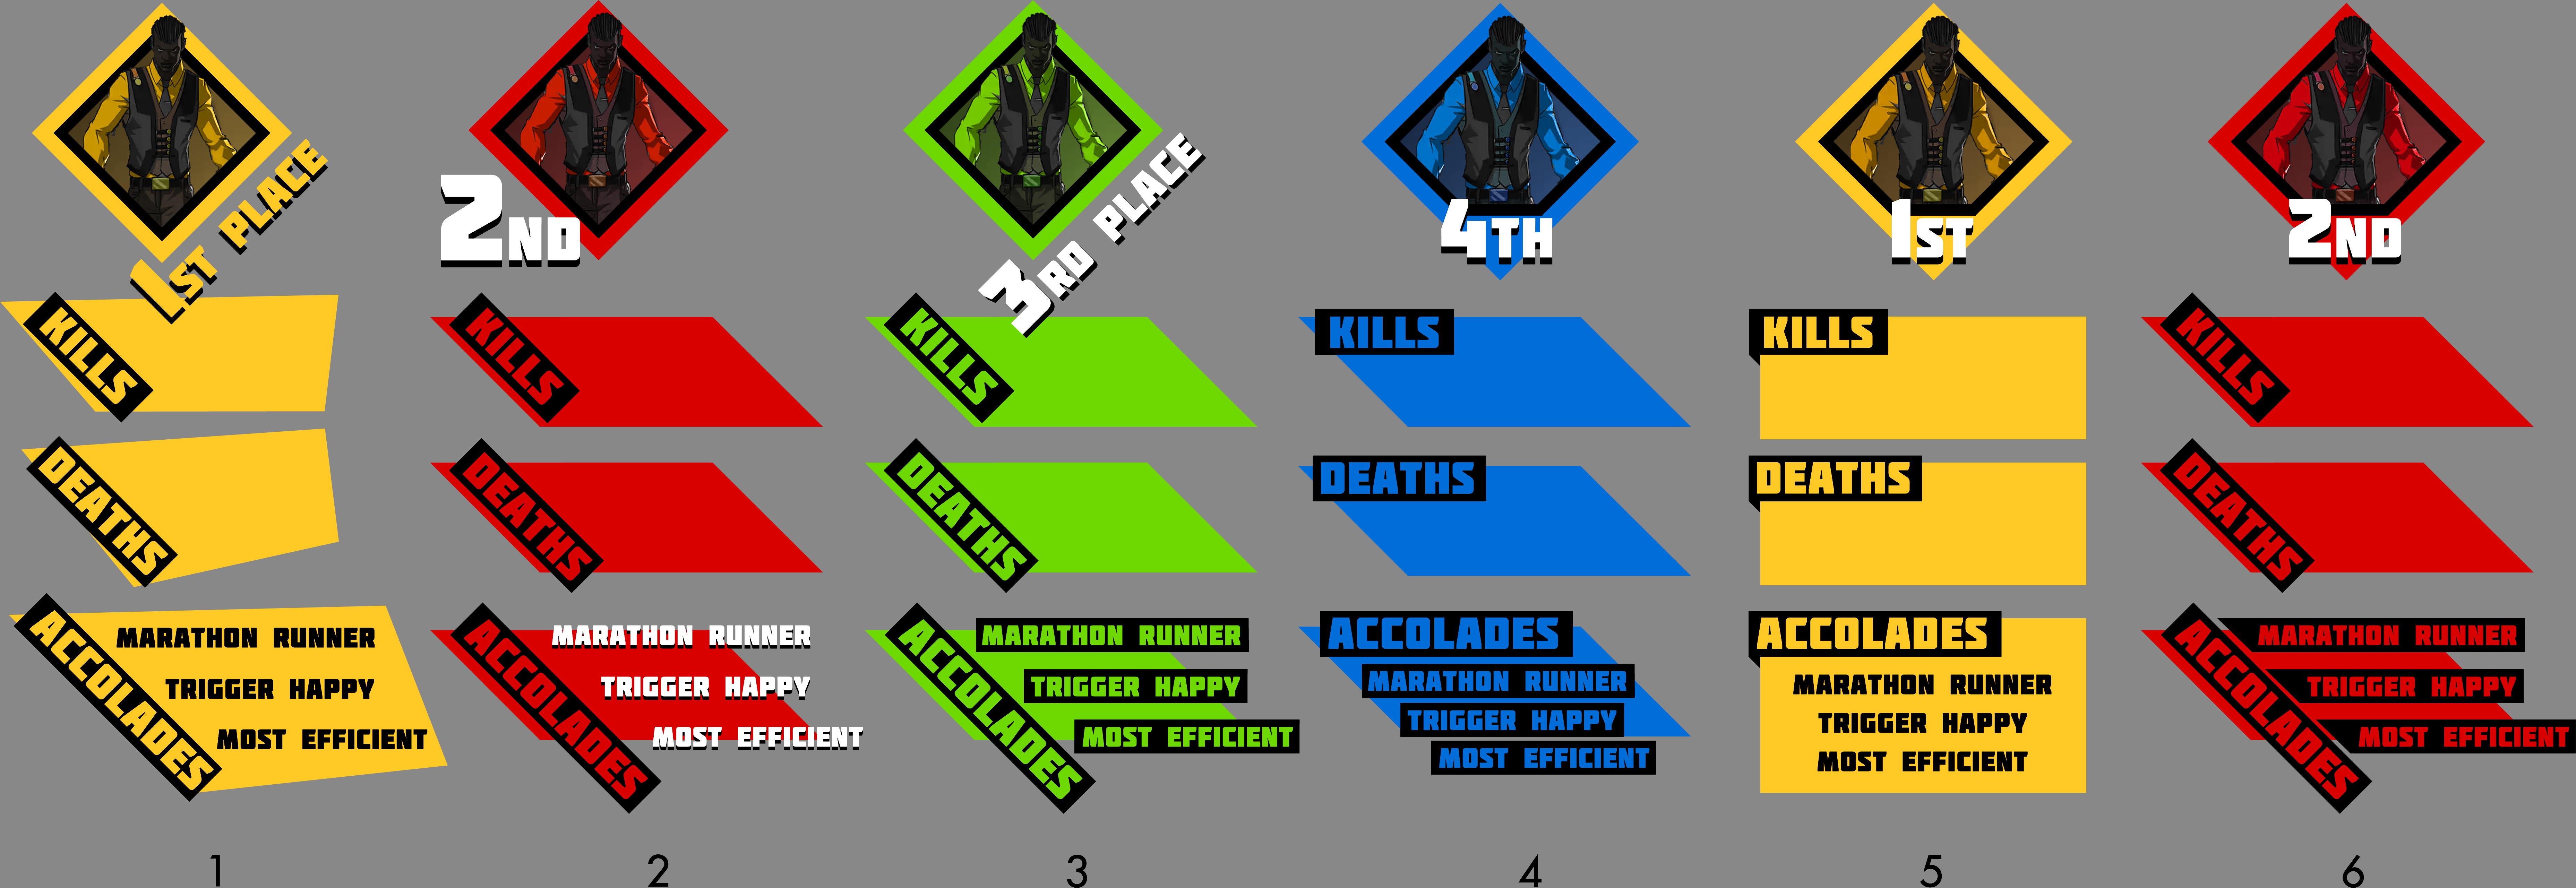 1ST PLACE
KILLS
DEATHS
ACCOLADES
MARATHON RUNNER
TRIGGER HAPPY
MOST EFFICIENT
1
2ND
KILLS
DEATHS
ACCOLADES
MARATHON RUNNER
TRIGGER HAPPY
MOST EFFICIENT
2
3RD PLACE
KILLS
DEATHS
ACCOLADES
MARATHON RUNNER
TRIGGER HAPPY
MOST EFFICIENT
3
4TH
KILLS
DEATHS
ACCOLADES
MARATHON RUNNER
TRIGGER HAPPY
MOST EFFICIENT
4
1ST
KILLS
DEATHS
ACCOLADES
MARATHON RUNNER
TRIGGER HAPPY
MOST EFFICIENT
5
2ND
KILLS
DEATHS
ACCOLADES
MARATHON RUNNER
TRIGGER HAPPY
MOST EFFICIENT
6